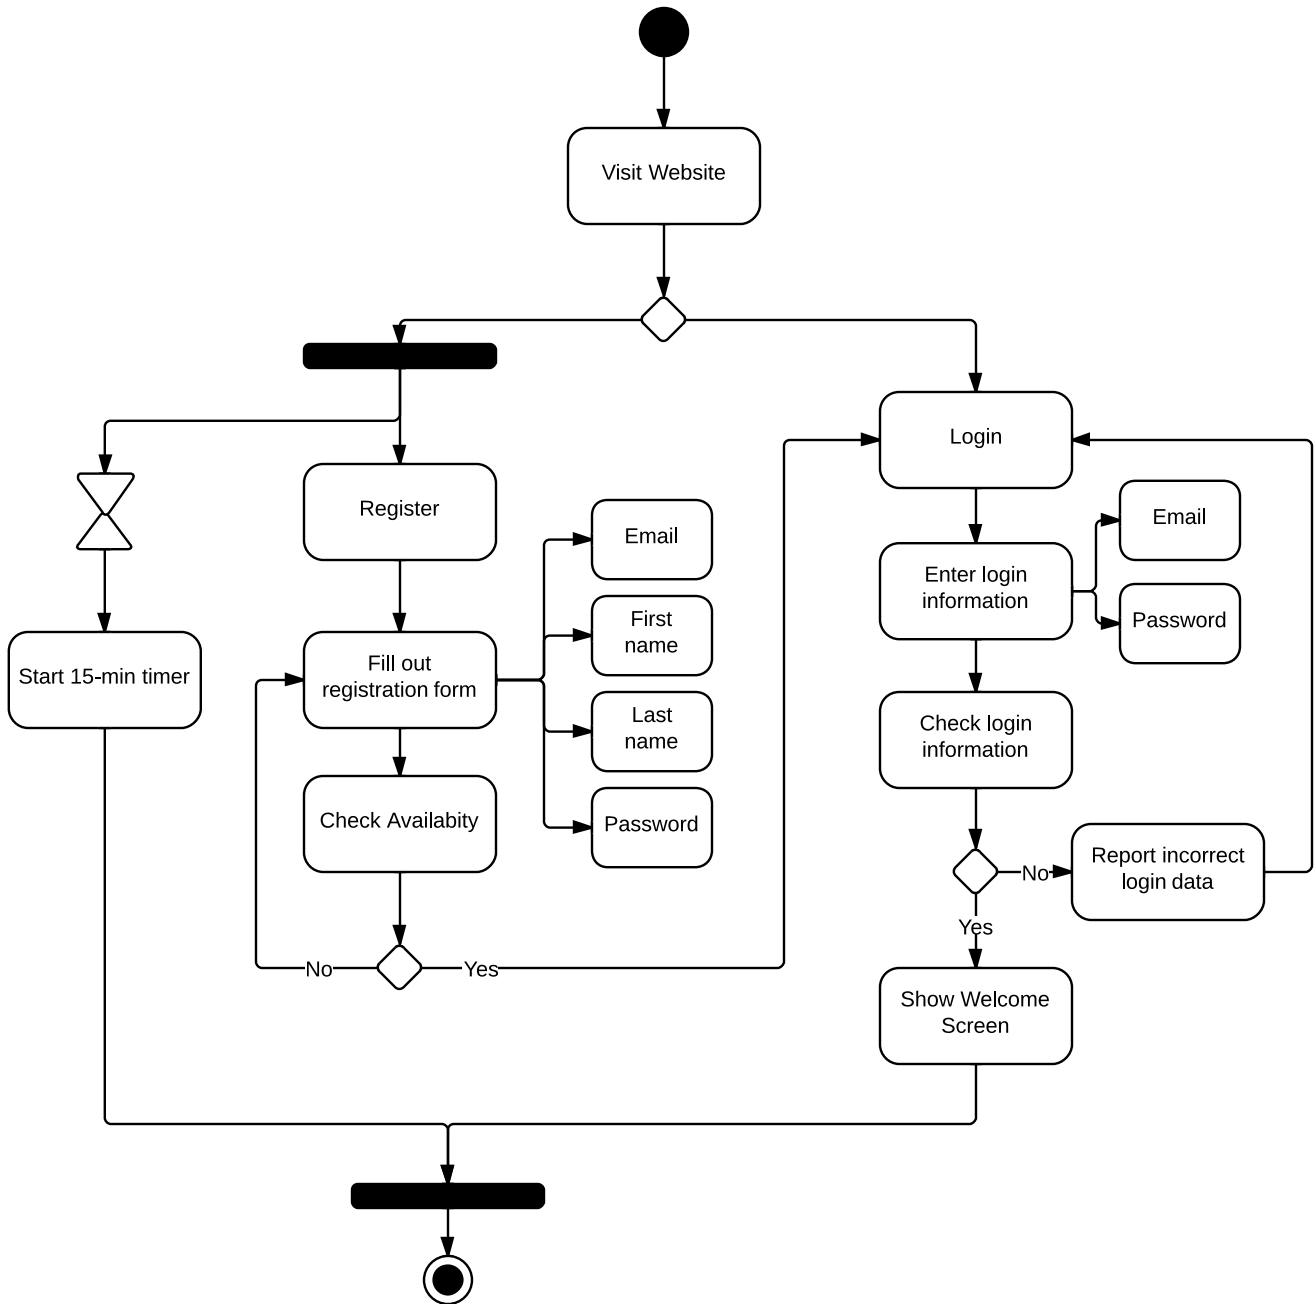 Visit Website
Login
Register
Email
Email
Enter login
information
First
name
Password
Start 15-min timer
Fill out
registration form
Last
name
Check login
information
Check Availabity
Password
Report incorrect
login data
No
Yes
No
Yes
Show Welcome
Screen